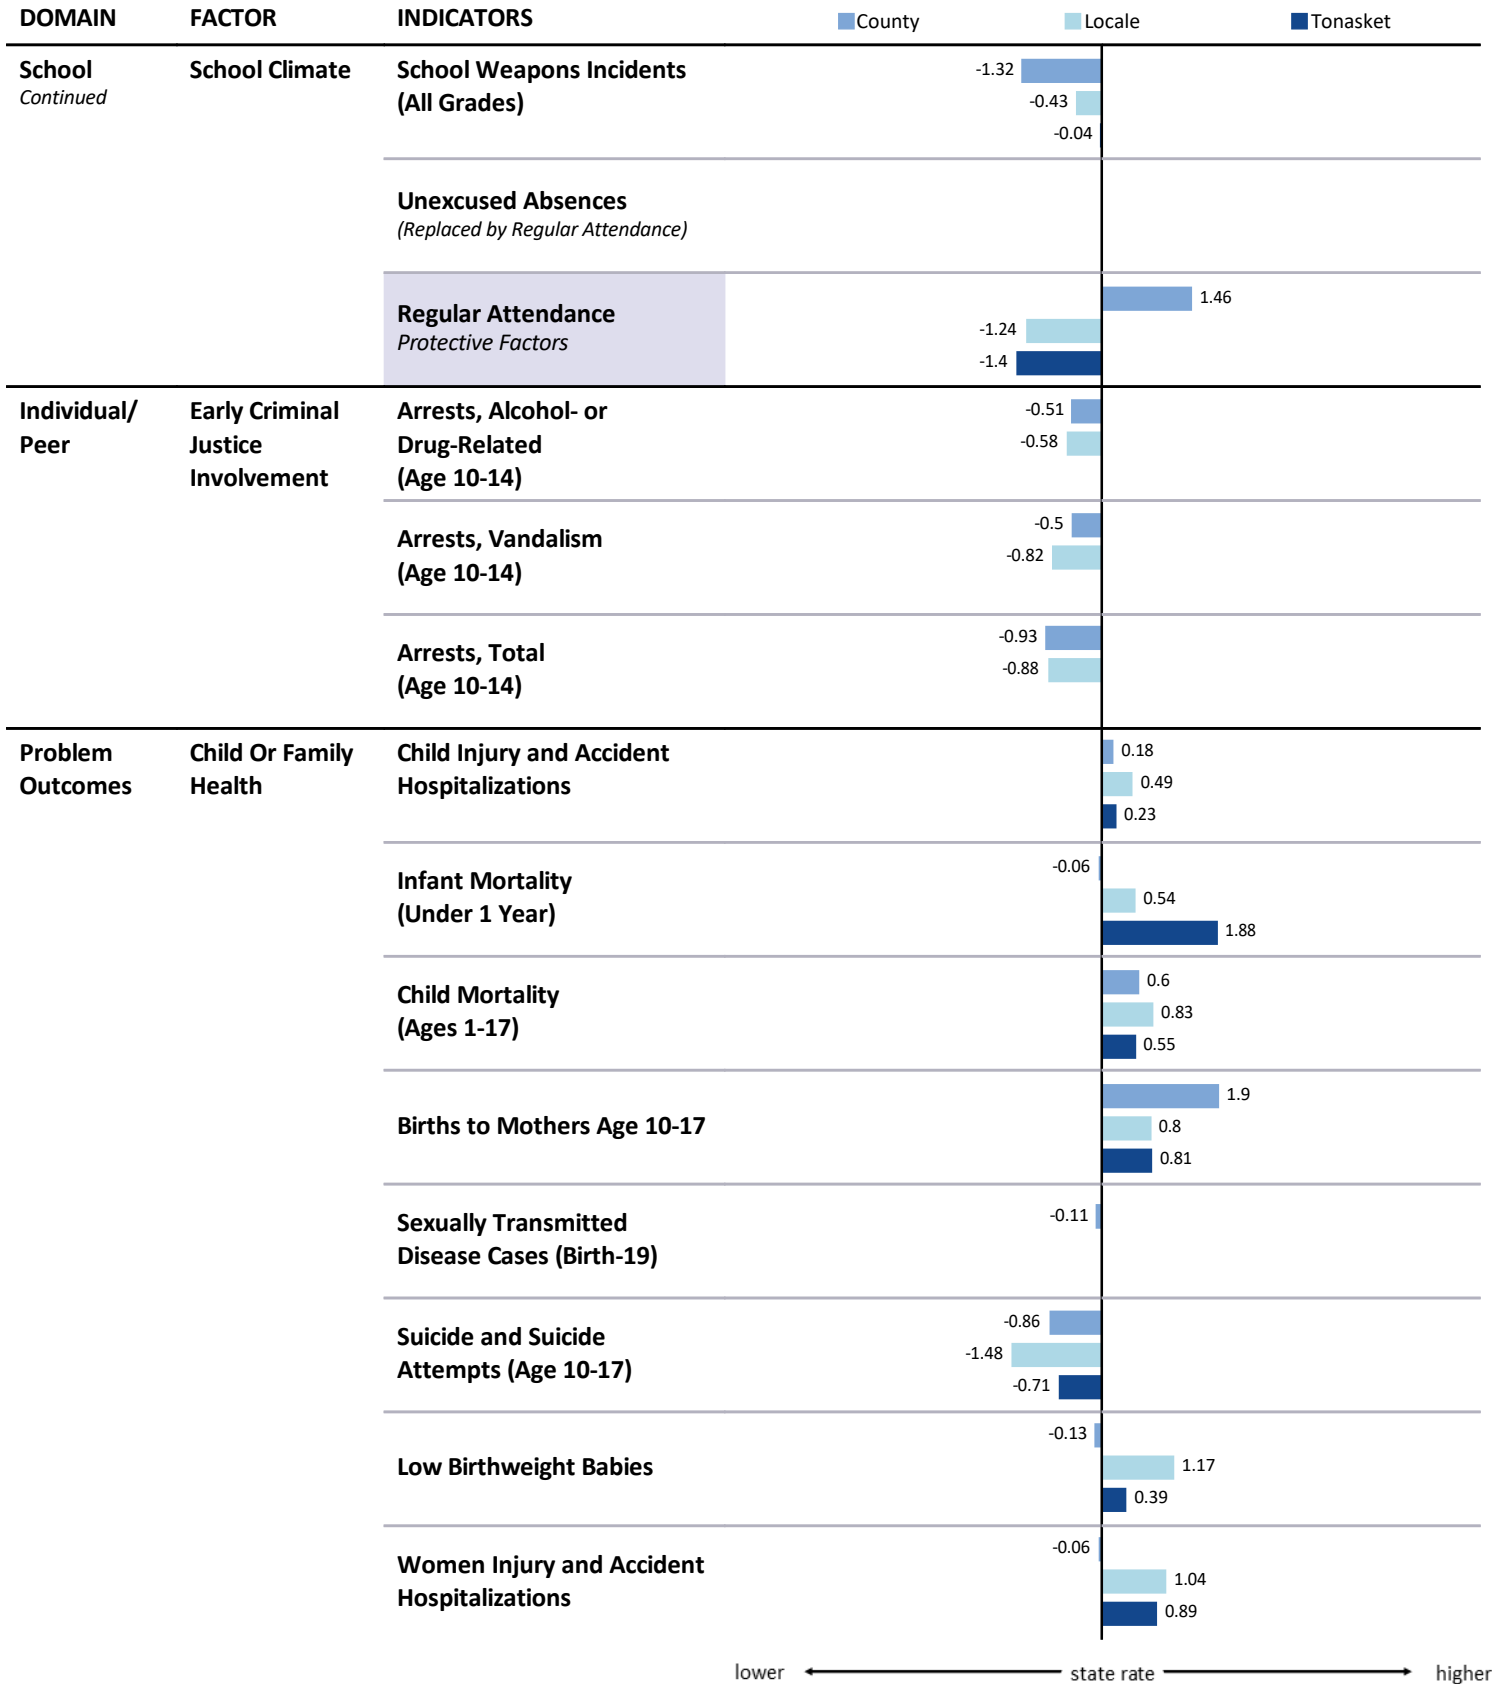 DOMAIN FACTOR INDICATORS County Locale Tonasket
School School Climate School Weapons Incidents
Continued
(All Grades)
-1.32
-0.43
-0.04
Unexcused Absences
(Replaced by Regular Attendance)
Regular Attendance
Protective Factors
1.46
-1.24
-1.4
Individual/ Early Criminal Arrests, Alcohol- or
Peer Justice Drug-Related
Involvement (Age 10-14)
-0.51
-0.58
Arrests, Vandalism
(Age 10-14)
-0.5
-0.82
Arrests, Total
(Age 10-14)
-0.93
-0.88
Problem Child Or Family Child Injury and Accident
Outcomes Health Hospitalizations
0.18
0.49
0.23
Infant Mortality
(Under 1 Year)
-0.06
0.54
1.88
Child Mortality
(Ages 1-17)
0.6
0.83
0.55
Births to Mothers Age 10-17
1.9
0.8
0.81
Sexually Transmitted
Disease Cases (Birth-19)
-0.11
Suicide and Suicide
Attempts (Age 10-17)
-0.86
-1.48
-0.71
Low Birthweight Babies
-0.13
1.17
0.39
Women Injury and Accident
Hospitalizations
-0.06
1.04
0.89
lower state rate higher